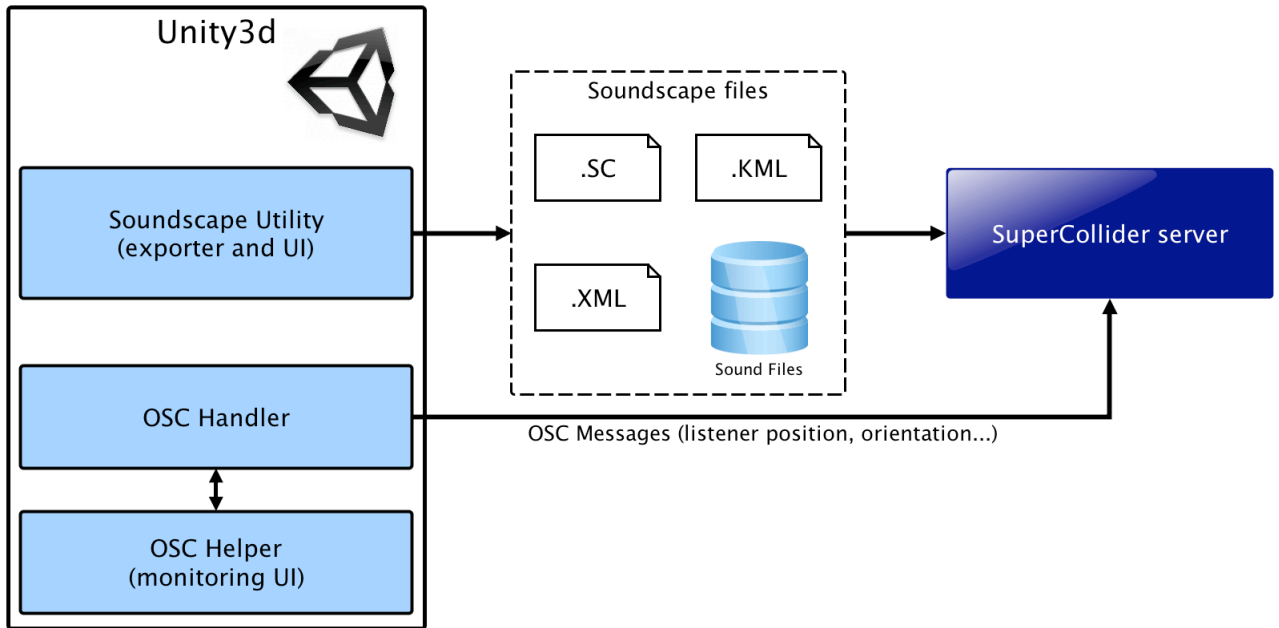 Unity3d
Soundscape Utility
(exporter and UI)
OSC Handler
OSC Helper
(monitoring UI)
Soundscape files
.SC
.KML
.XML
Sound Files
OSC Messages (listener position, orientation...)
SuperCollider server